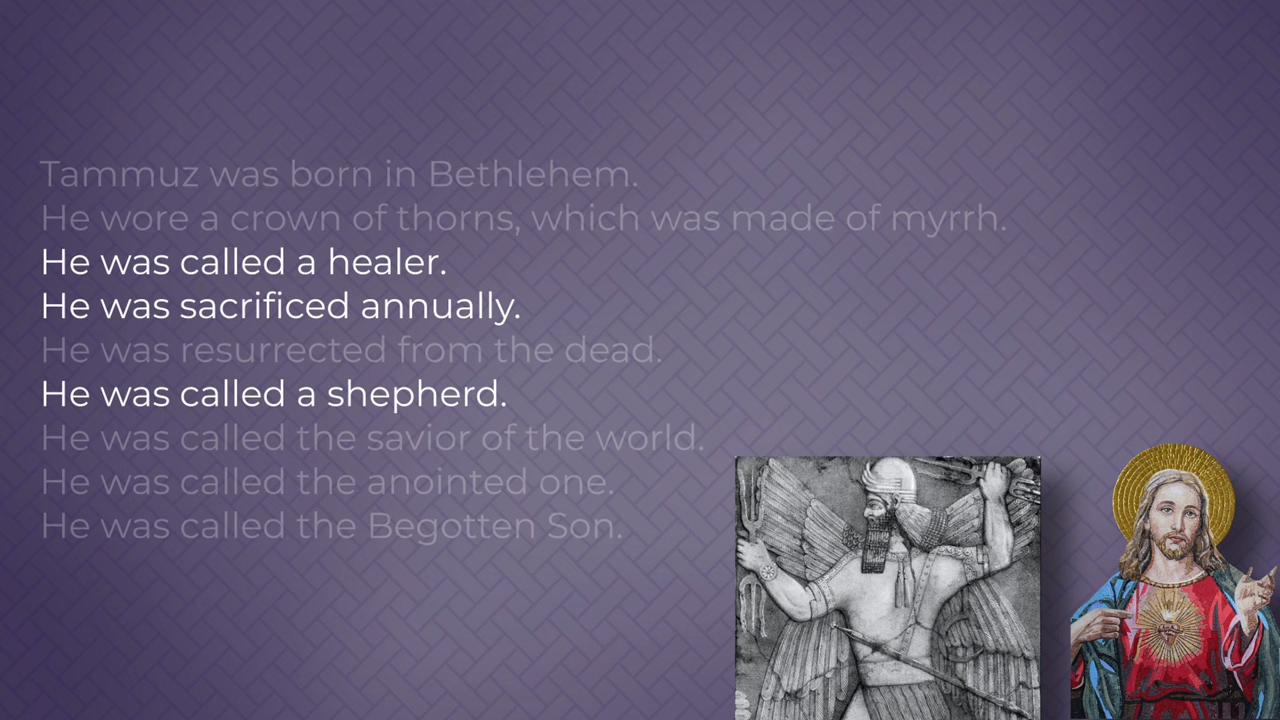 Tammuz was born in Bethlehem.
He wore a crown of thorns, which was made of myrrh.
He was called a healer.
He was sacrificed annually.
He was resurrected from the dead.
He was called a shepherd.
He was called the savior of the world.
He was called the anointed one.
He was called the Begotten Son.